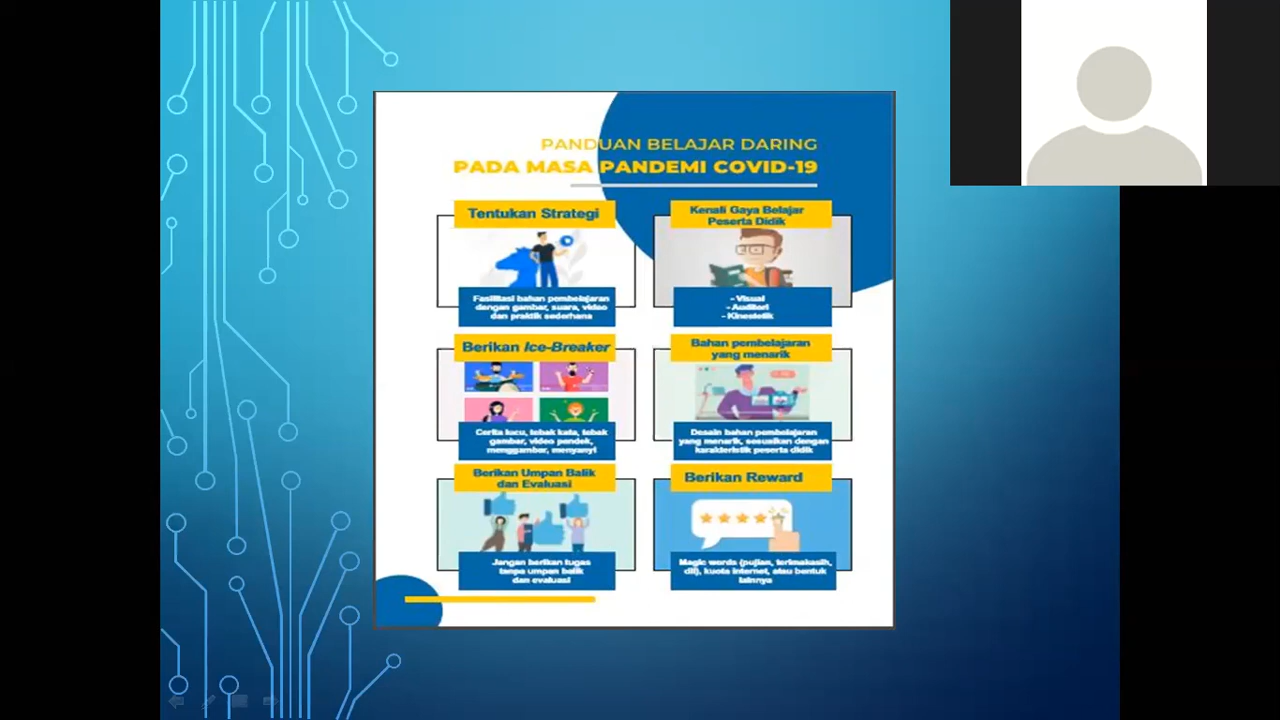 PANDUAN BELAJAR DARING
PADA MASA PANDEMI COVID-19
Tentukan Strategi
Fasilitasi bahan pembelajaran
dengan gambar, suara, video
dan praktik sederhana
Kenali Gaya Belajar
Peserta Didik
- Visual
- Auditori
- Kinestetik
Berikan Ice-Breaker
Cerita lucu, tebak kata, tebak
gambar, video pendek,
menggambar, menyanyi
Bahan pembelajaran
yang menarik
Desain bahan pembelajaran
yang menarik, sesuaikan dengan
karakteristik peserta didik
Berikan Umpan Balik
dan Evaluasi
Jangan berikan tugas
tanpa umpan balik
dan evaluasi
Berikan Reward
Magic words (pujian, terimakasih,
dll), kuota internet, atau bentuk
lainnya